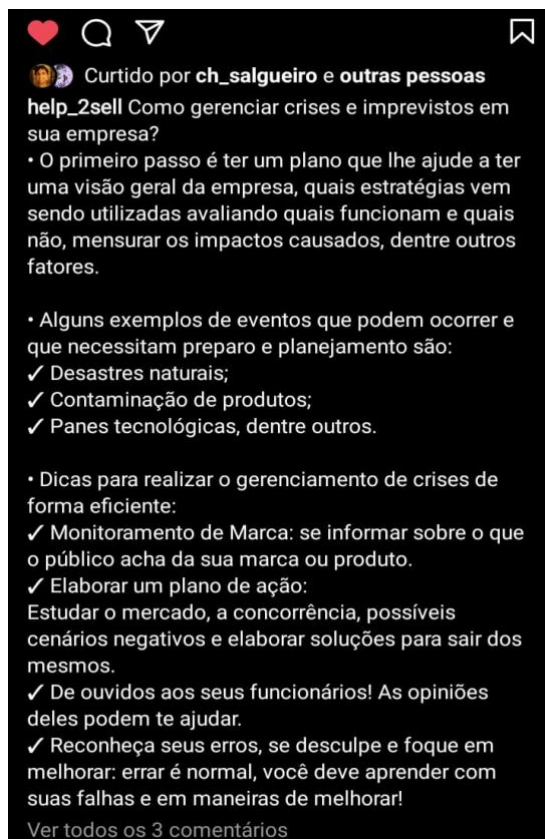 Curtido por ch_salgueiro e outras pessoas
help_2sell Como gerenciar crises e imprevistos em
sua empresa?
• O primeiro passo é ter um plano que lhe ajude a ter
uma visão geral da empresa, quais estratégias vem
sendo utilizadas avaliando quais funcionam e quais
não, mensurar os impactos causados, dentre outros
fatores.
• Alguns exemplos de eventos que podem ocorrer e
que necessitam preparo e planejamento são:
✓ Desastres naturais;
✓ Contaminação de produtos;
✓ Panes tecnológicas, dentre outros.
• Dicas para realizar o gerenciamento de crises de
forma eficiente:
✓ Monitoramento de Marca: se informar sobre o que
o público acha da sua marca ou produto.
✓ Elaborar um plano de ação:
Estudar o mercado, a concorrência, possíveis
cenários negativos e elaborar soluções para sair dos
mesmos.
✓ De ouvidos aos seus funcionários! As opiniões
deles podem te ajudar.
✓ Reconheça seus erros, se desculpe e foque em
melhorar: errar é normal, você deve aprender com
suas falhas e em maneiras de melhorar!
Ver todos os 3 comentários